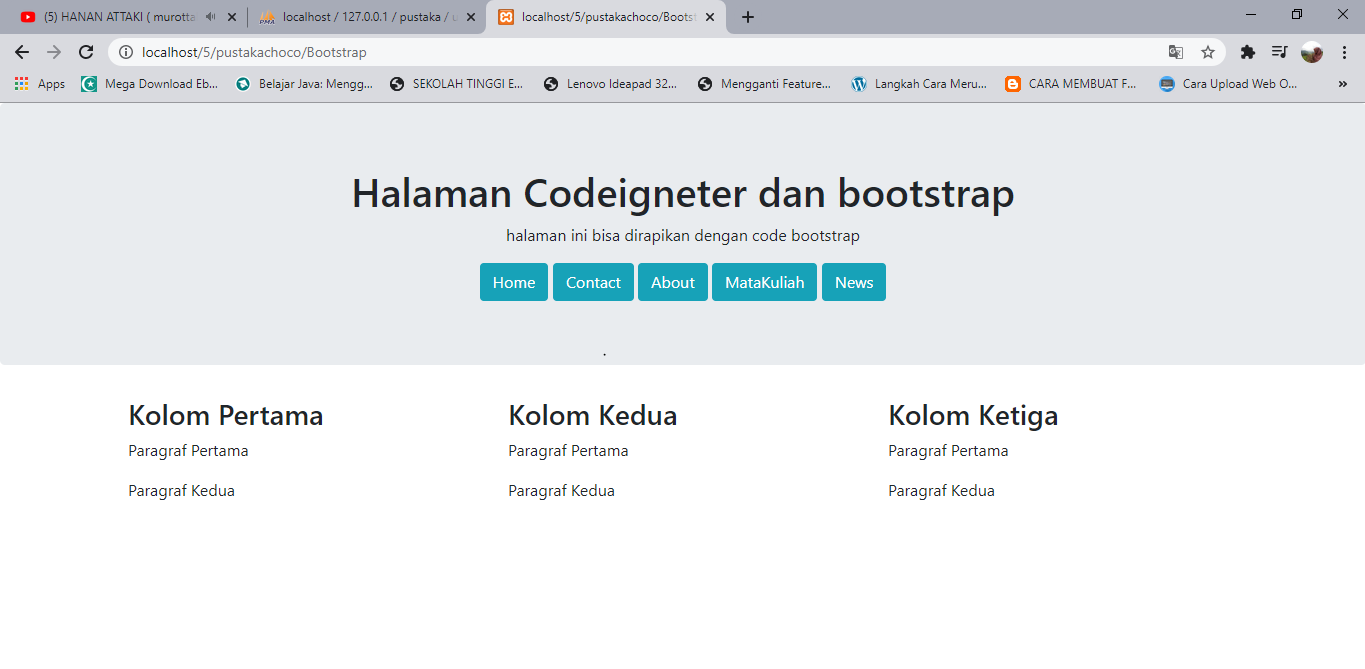 (5) HANAN ATTAKI ( murotta
localhost / 127.0.0.1 / pustaka / u
localhost/5/pustakachoco/Bootst
localhost/5/pustakachoco/Bootstrap
Apps
Mega Download Eb...
Belajar Java: Mengg...
SEKOLAH TINGGI E...
Lenovo Ideapad 32...
Mengganti Feature...
Langkah Cara Meru...
CARA MEMBUAT F...
Cara Upload Web O...
Halaman Codeigneter dan bootstrap
halaman ini bisa dirapikan dengan code bootstrap
Home Contact About MataKuliah News
.
Kolom Pertama
Paragraf Pertama
Paragraf Kedua
Kolom Kedua
Paragraf Pertama
Paragraf Kedua
Kolom Ketiga
Paragraf Pertama
Paragraf Kedua